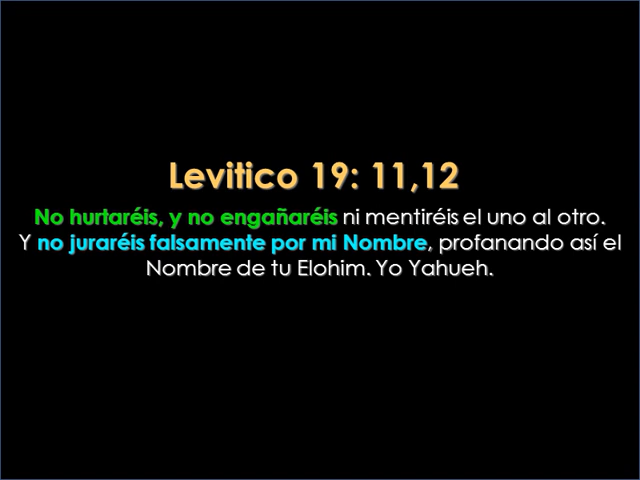 Levitico 19: 11,12
No hurtaréis, y no engañaréis ni mentiréis el uno al otro.
Y no juraréis falsamente por mi Nombre, profanando así el
Nombre de tu Elohim. Yo Yahueh.